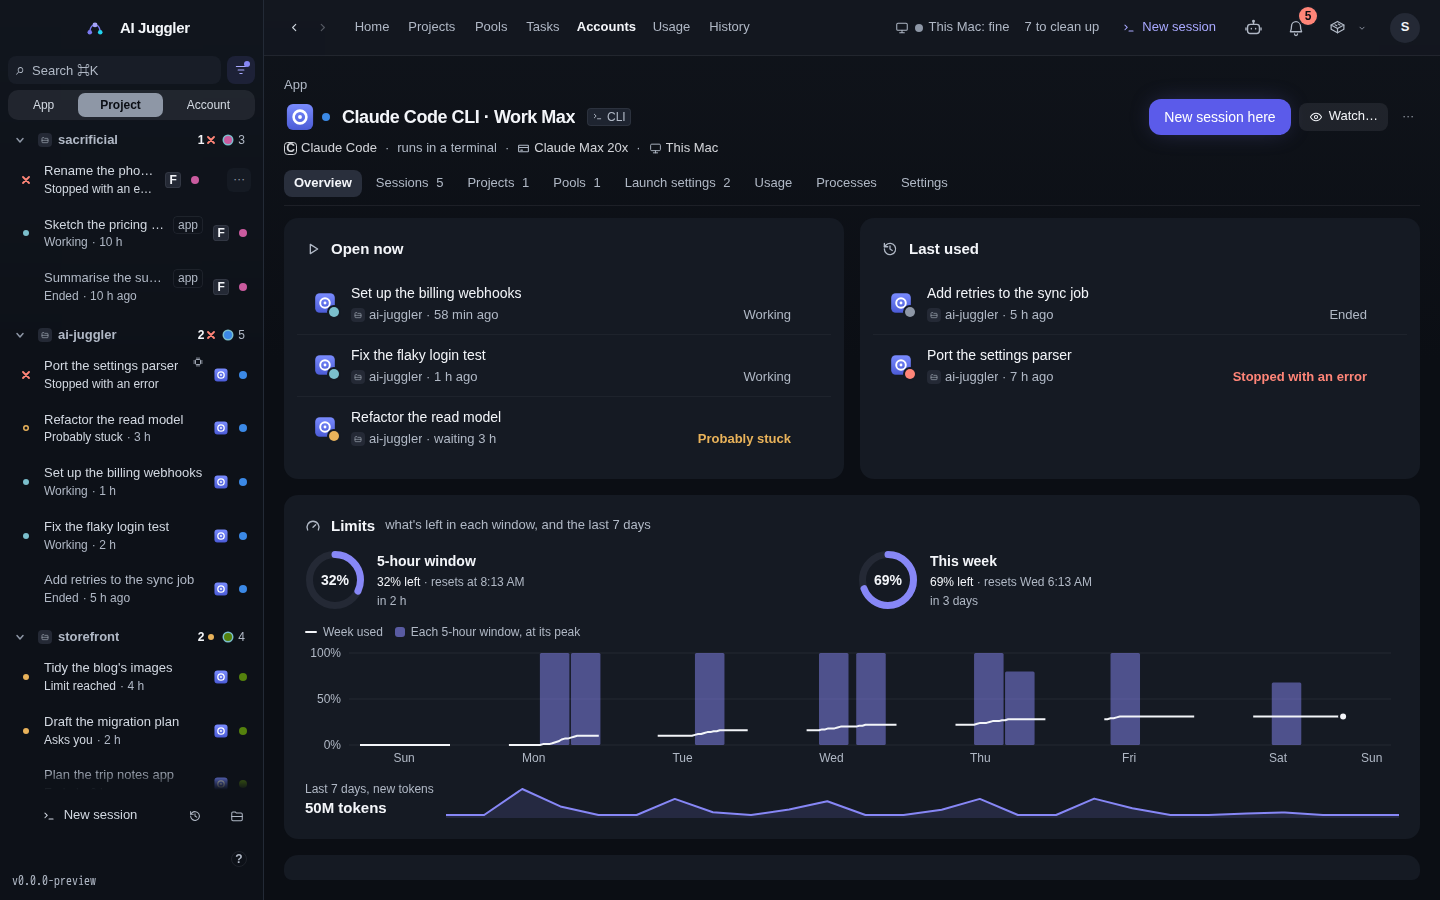 AI Juggler
Search ⌘K
App Project Account
sacrificial 1 3
Rename the pho… F
Stopped with an e…
Sketch the pricing … app F
Working · 10 h
Summarise the su… app F
Ended · 10 h ago
ai-juggler 2 5
Port the settings parser
Stopped with an error
Refactor the read model
Probably stuck · 3 h
Set up the billing webhooks
Working · 1 h
Fix the flaky login test
Working · 2 h
Add retries to the sync job
Ended · 5 h ago
storefront 2 4
Tidy the blog's images
Limit reached · 4 h
Draft the migration plan
Asks you · 2 h
Plan the trip notes app
New session
?
v0.0.0-preview
Home Projects Pools Tasks Accounts Usage History
This Mac: fine 7 to clean up New session 5 S
App
Claude Code CLI · Work Max CLI
New session here Watch… ···
C Claude Code · runs in a terminal · Claude Max 20x · This Mac
Overview Sessions 5 Projects 1 Pools 1 Launch settings 2 Usage Processes Settings
Open now
Set up the billing webhooks
ai-juggler · 58 min ago Working
Fix the flaky login test
ai-juggler · 1 h ago Working
Refactor the read model
ai-juggler · waiting 3 h Probably stuck
Last used
Add retries to the sync job
ai-juggler · 5 h ago Ended
Port the settings parser
ai-juggler · 7 h ago Stopped with an error
Limits what's left in each window, and the last 7 days
32%
5-hour window
32% left · resets at 8:13 AM
in 2 h
69%
This week
69% left · resets Wed 6:13 AM
in 3 days
Week used Each 5-hour window, at its peak
100%
50%
0%
Sun Mon Tue Wed Thu Fri Sat Sun
Last 7 days, new tokens
50M tokens